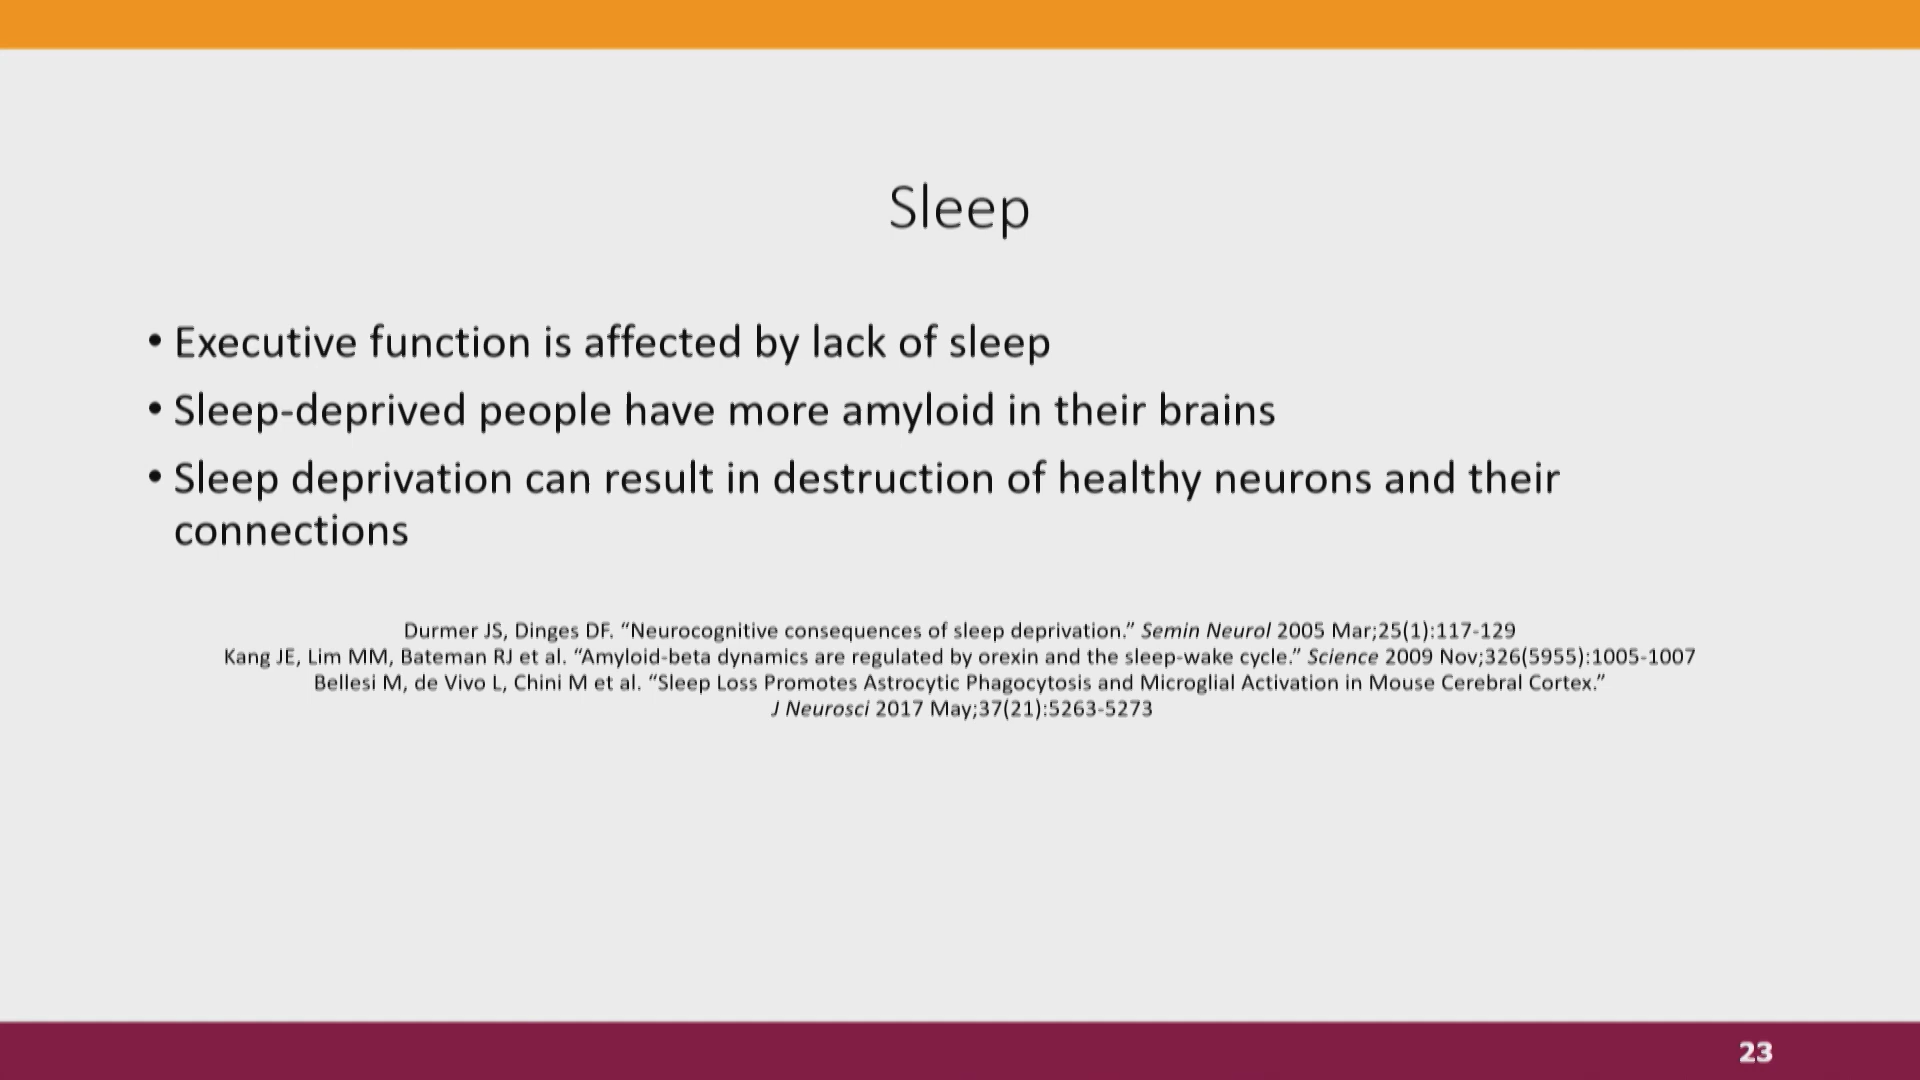 Sleep
• Executive function is affected by lack of sleep
• Sleep-deprived people have more amyloid in their brains
• Sleep deprivation can result in destruction of healthy neurons and their
connections
Durmer JS, Dinges DF. “Neurocognitive consequences of sleep deprivation.” Semin Neurol 2005 Mar;25(1):117-129
Kang JE, Lim MM, Bateman RJ et al. “Amyloid-beta dynamics are regulated by orexin and the sleep-wake cycle.” Science 2009 Nov;326(5955):1005-1007
Bellesi M, de Vivo L, Chini M et al. “Sleep Loss Promotes Astrocytic Phagocytosis and Microglial Activation in Mouse Cerebral Cortex.”
J Neurosci 2017 May;37(21):5263-5273
23